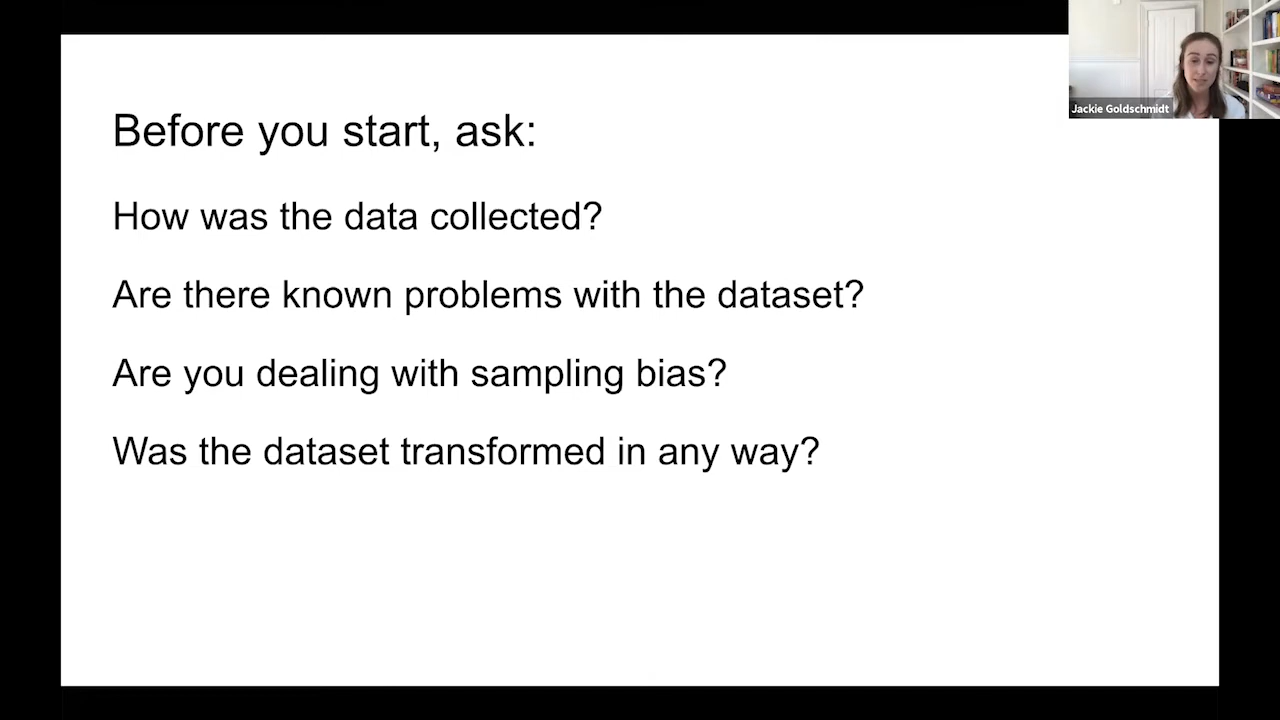 Before you start, ask:
How was the data collected?
Are there known problems with the dataset?
Are you dealing with sampling bias?
Was the dataset transformed in any way?
Jackie Goldschmidt